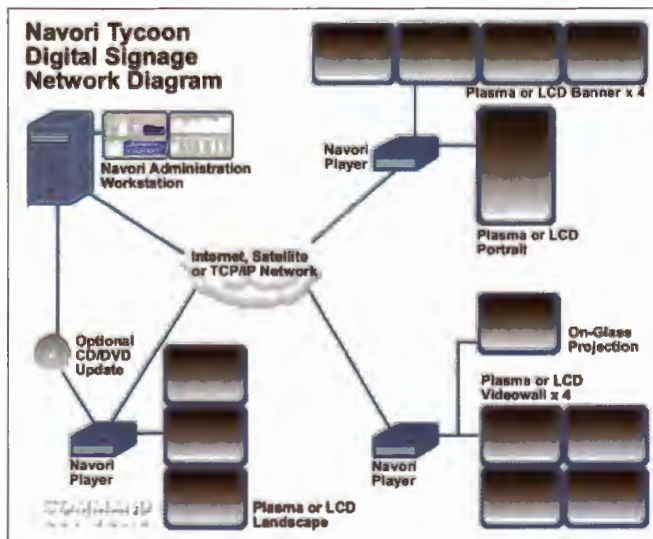 Navori Tycoon
Digital Signage
Network Diagram
Plasma or LCD Banner x 4
Navori Administration
Workstation
Navori
Player
Plasma or LCD
Portrait
Internet, Satellite
or TCP/IP Network
Optional
CD/DVD
Update
On-Glass
Projection
Plasma or LCD
Videowall x 4
Navori
Player
Navori
Player
COMMAND
Plasma or LCD
Landscape